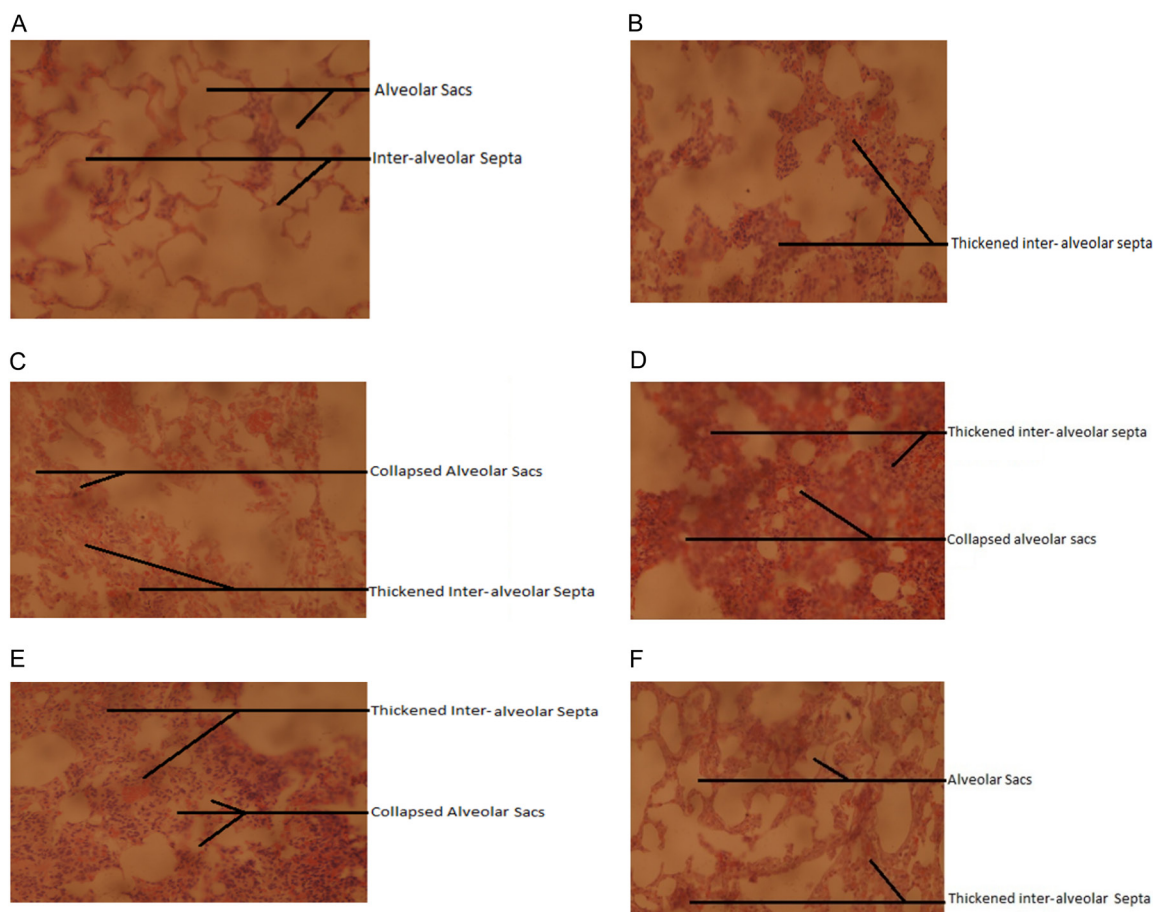 A
Alveolar Sacs
Inter-alveolar Septa
B
Thickened inter-alveolar septa
C
Collapsed Alveolar Sacs
Thickened Inter-alveolar Septa
D
Thickened inter-alveolar septa
Collapsed alveolar sacs
E
Thickened Inter-alveolar Septa
Collapsed Alveolar Sacs
F
Alveolar Sacs
Thickened inter-alveolar Septa